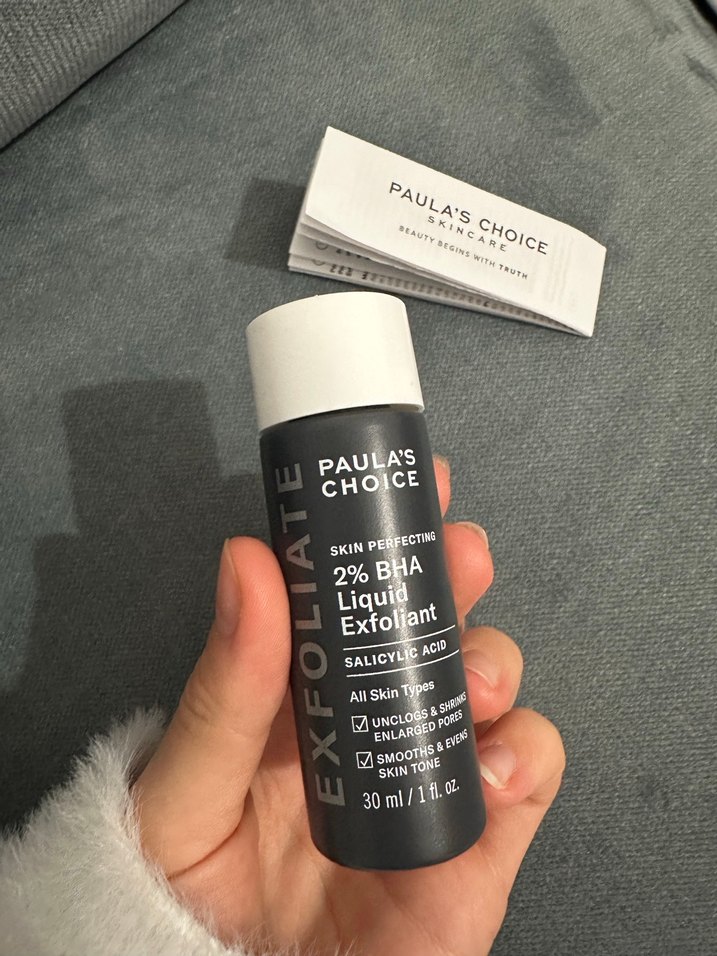 PAULA'S CHOICE
SKINCARE
BEAUTY BEGINS WITH TRUTH
EXFOLIATE
PAULA'S
CHOICE
SKIN PERFECTING
2% BHA
Liquid
Exfoliant
SALICYLIC ACID
All Skin Types
☑ UNCLOGS & SHRINKS
ENLARGED PORES
☑ SMOOTHS & EVENS
SKIN TONE
30 ml / 1 fl. oz.